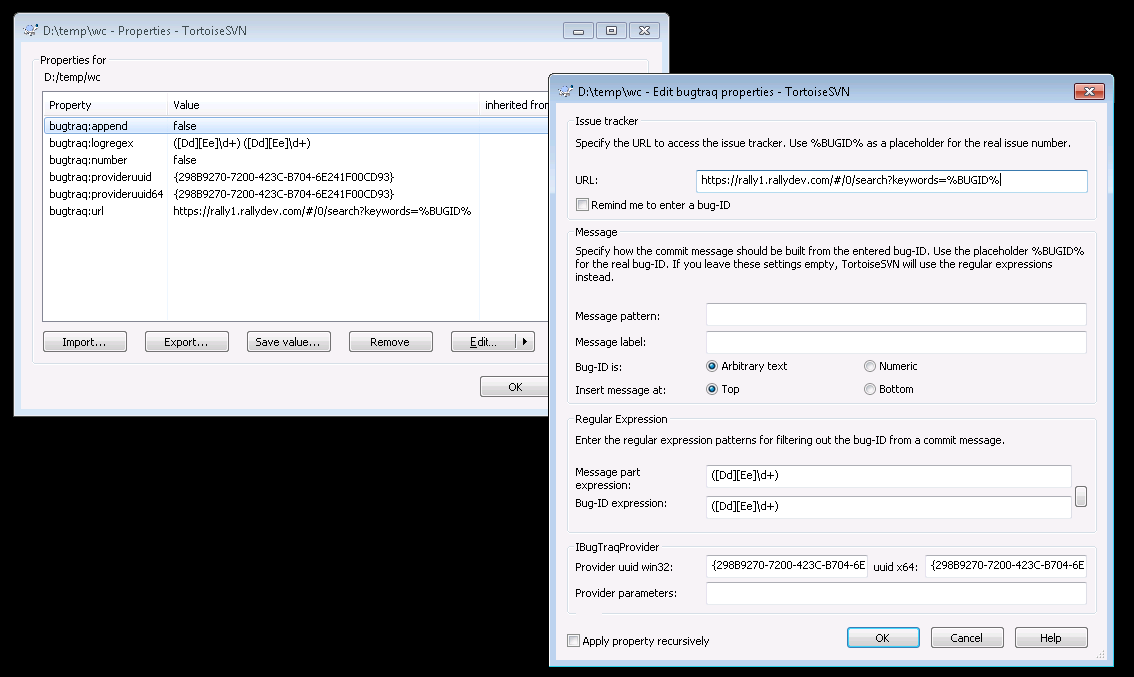 D:\temp\wc - Properties - TortoiseSVN
Properties for
D:/temp/wc
Property Value inherited from
bugtraq:append false
bugtraq:logregex ([Dd][Ee]\d+) ([Dd][Ee]\d+)
bugtraq:number false
bugtraq:provideruuid {298B9270-7200-423C-B704-6E241F00CD93}
bugtraq:provideruuid64 {298B9270-7200-423C-B704-6E241F00CD93}
bugtraq:url https://rally1.rallydev.com/#/0/search?keywords=%BUGID%
Import... Export... Save value... Remove Edit...
OK
D:\temp\wc - Edit bugtraq properties - TortoiseSVN
Issue tracker
Specify the URL to access the issue tracker. Use %BUGID% as a placeholder for the real issue number.
URL: https://rally1.rallydev.com/#/0/search?keywords=%BUGID%
Remind me to enter a bug-ID
Message
Specify how the commit message should be built from the entered bug-ID. Use the placeholder %BUGID%
for the real bug-ID. If you leave these settings empty, TortoiseSVN will use the regular expressions
instead.
Message pattern:
Message label:
Bug-ID is: Arbitrary text Numeric
Insert message at: Top Bottom
Regular Expression
Enter the regular expression patterns for filtering out the bug-ID from a commit message.
Message part
expression: ([Dd][Ee]\d+)
Bug-ID expression: ([Dd][Ee]\d+)
IBugTraqProvider
Provider uuid win32: {298B9270-7200-423C-B704-6E uuid x64: {298B9270-7200-423C-B704-6E
Provider parameters:
Apply property recursively OK Cancel Help